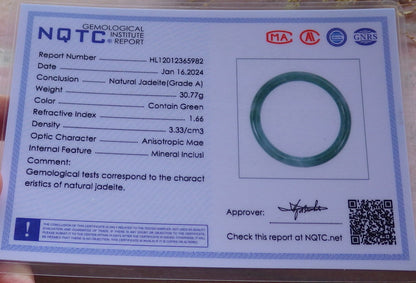 NQTC GEMOLOGICAL INSTITUTE REPORT
MA
GNRS
Report Number HL12012365982
Date Jan 16.2024
Conclusion Natural Jadeite(Grade A)
Weight 30.77g
Color Contain Green
Refractive Index 1.66
Density 3.33/cm3
Optic Character Anisotropic Mae
Internal Feature Mineral Inclusi
Comment:
Gemological tests correspond to the charact
eristics of natural jadeite.
Approver:
Check this report at NQTC.net